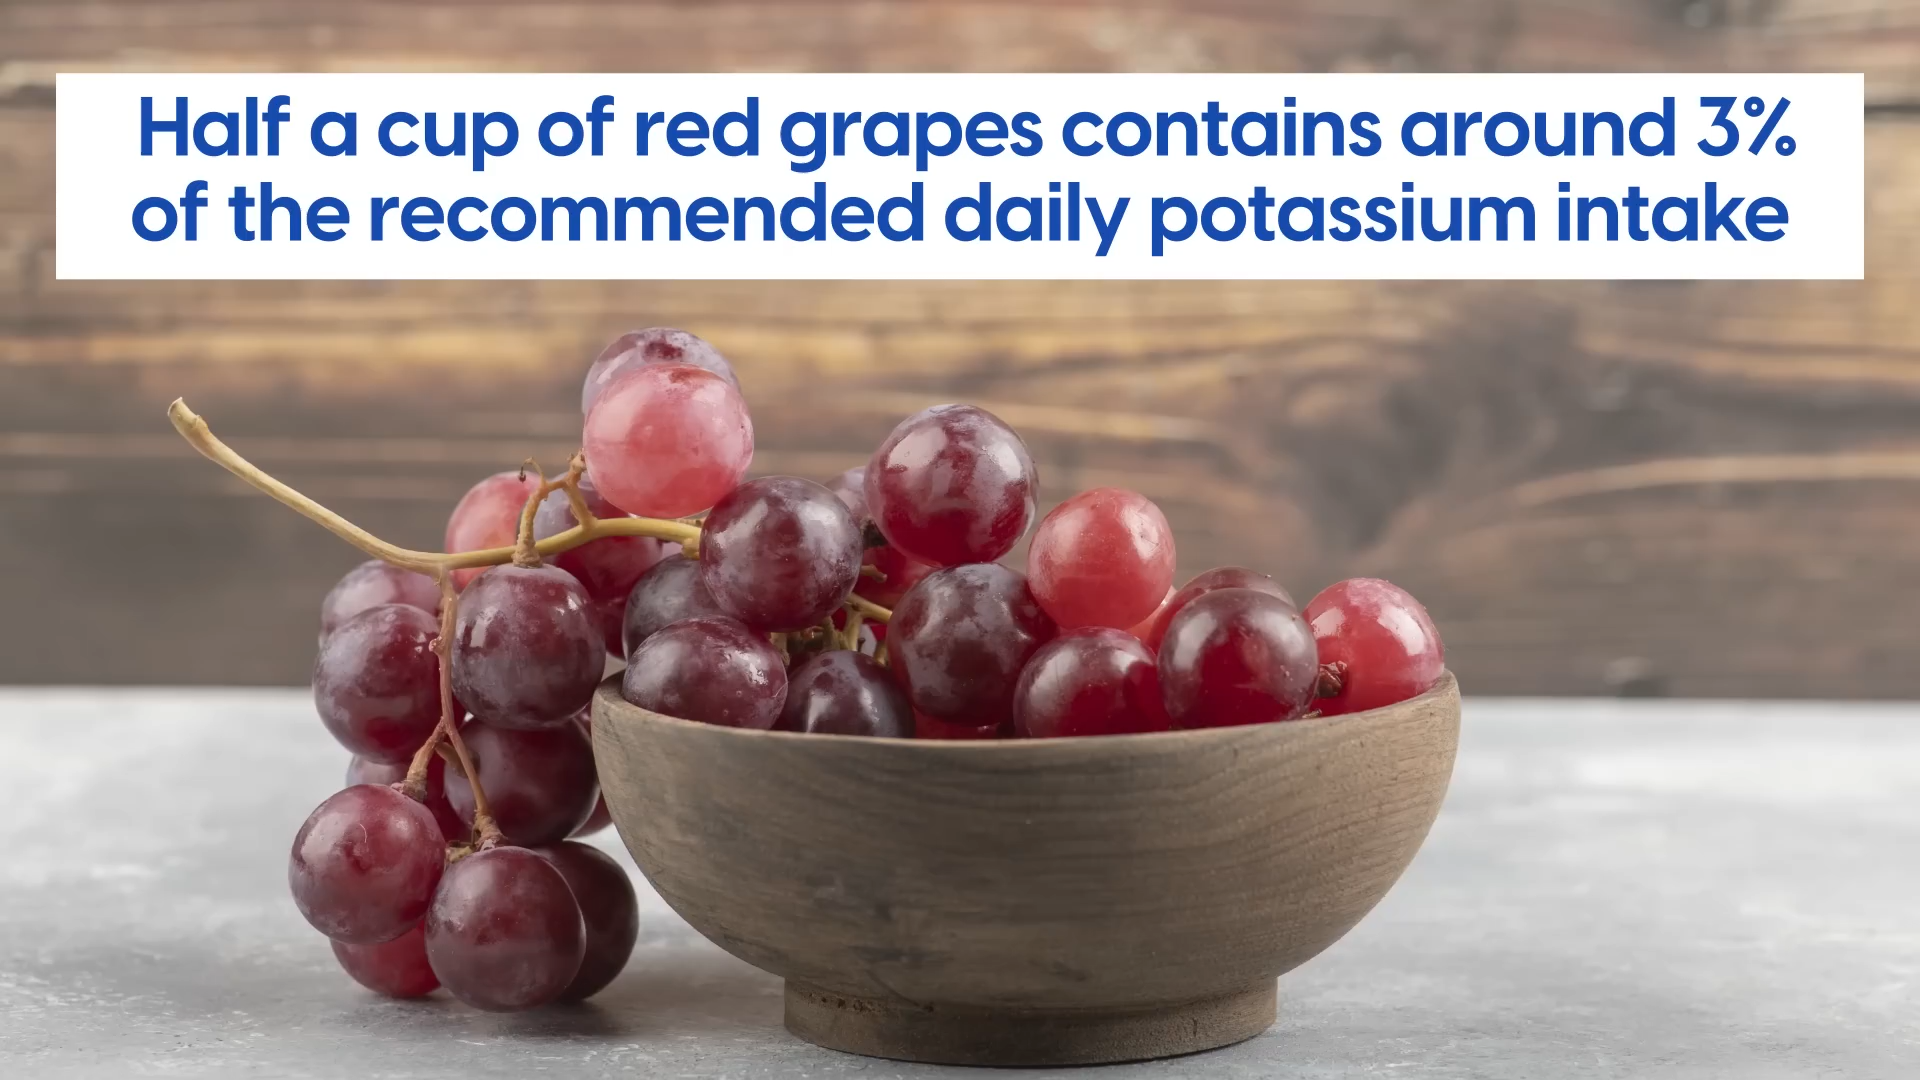 Half a cup of red grapes contains around 3%
of the recommended daily potassium intake